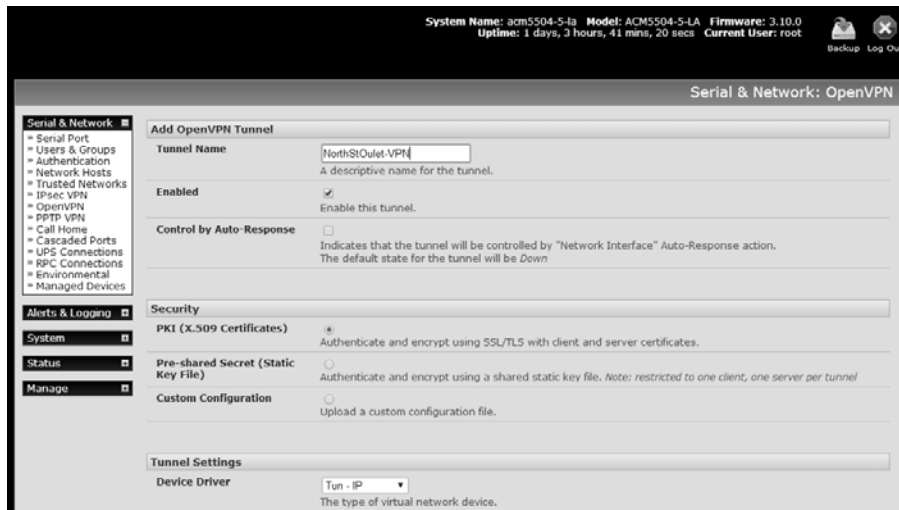 System Name: acm5504-5-la Model: ACM5504-5-LA Firmware: 3.10.0
Uptime: 1 days, 3 hours, 41 mins, 20 secs Current User: root
Backup Log Ou
Serial & Network: OpenVPN
Serial & Network
Serial Port
Users & Groups
Authentication
Network Hosts
Trusted Networks
IPsec VPN
OpenVPN
PPTP VPN
Call Home
Cascaded Ports
UPS Connections
RPC Connections
Environmental
Managed Devices
Alerts & Logging
System
Status
Manage
Add OpenVPN Tunnel
Tunnel Name
NorthStOulet-VPN
A descriptive name for the tunnel.
Enabled
Enable this tunnel.
Control by Auto-Response
Indicates that the tunnel will be controlled by "Network Interface" Auto-Response action.
The default state for the tunnel will be Down
Security
PKI (X.509 Certificates)
Authenticate and encrypt using SSL/TLS with client and server certificates.
Pre-shared Secret (Static
Key File)
Authenticate and encrypt using a shared static key file. Note: restricted to one client, one server per tunnel
Custom Configuration
Upload a custom configuration file.
Tunnel Settings
Device Driver
Tun - IP
The type of virtual network device.